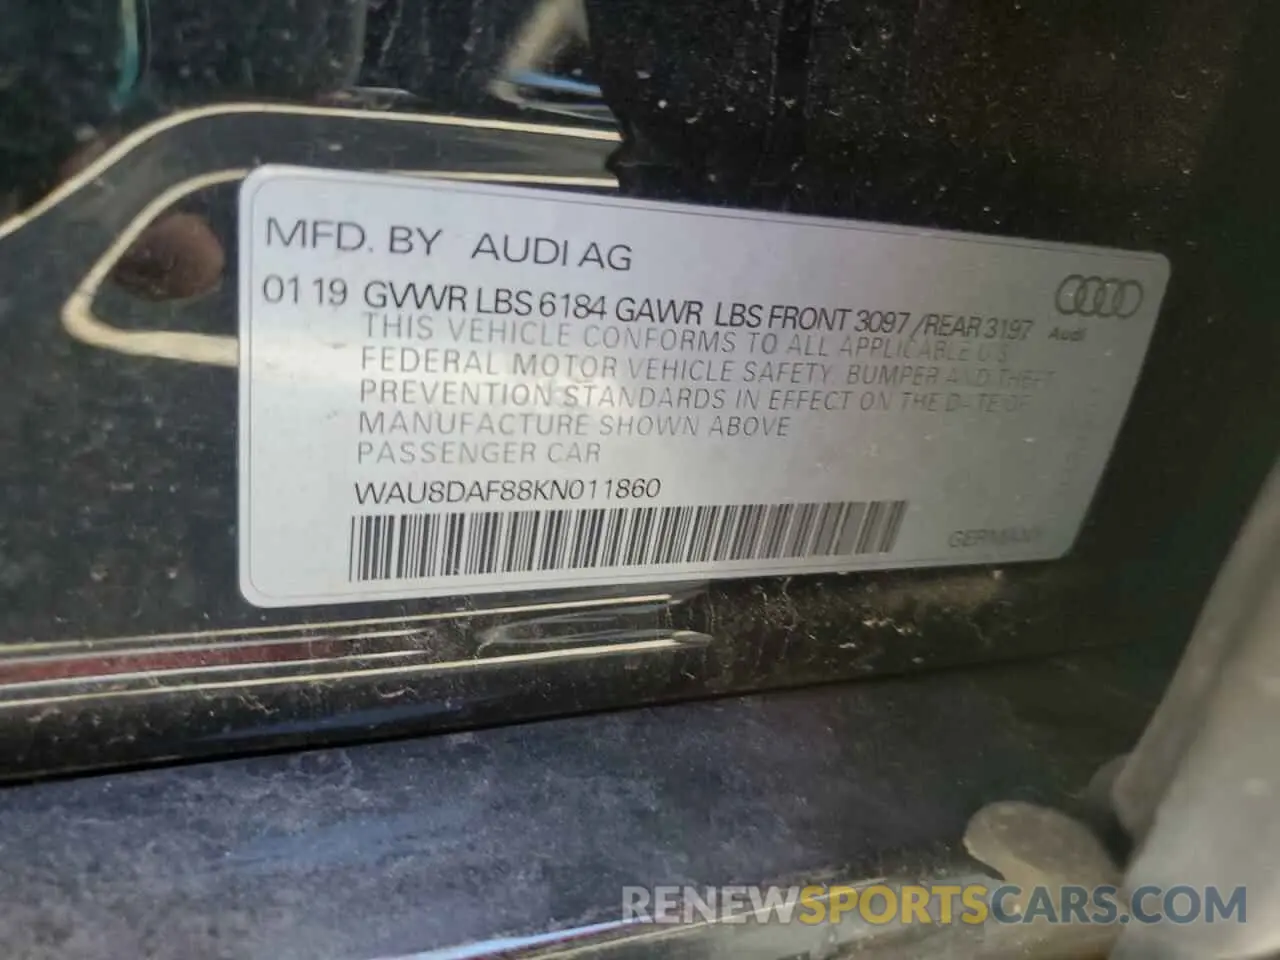 MFD. BY AUDI AG
01 19 GVWR LBS 6184 GAWR LBS FRONT 3097 /REAR 3197
Audi
THIS VEHICLE CONFORMS TO ALL APPLICABLE U.S.
FEDERAL MOTOR VEHICLE SAFETY, BUMPER AND THEFT
PREVENTION STANDARDS IN EFFECT ON THE DATE OF
MANUFACTURE SHOWN ABOVE
PASSENGER CAR
WAU8DAF88KN011860
GERMANY
RENEWSPORTSCARS.COM